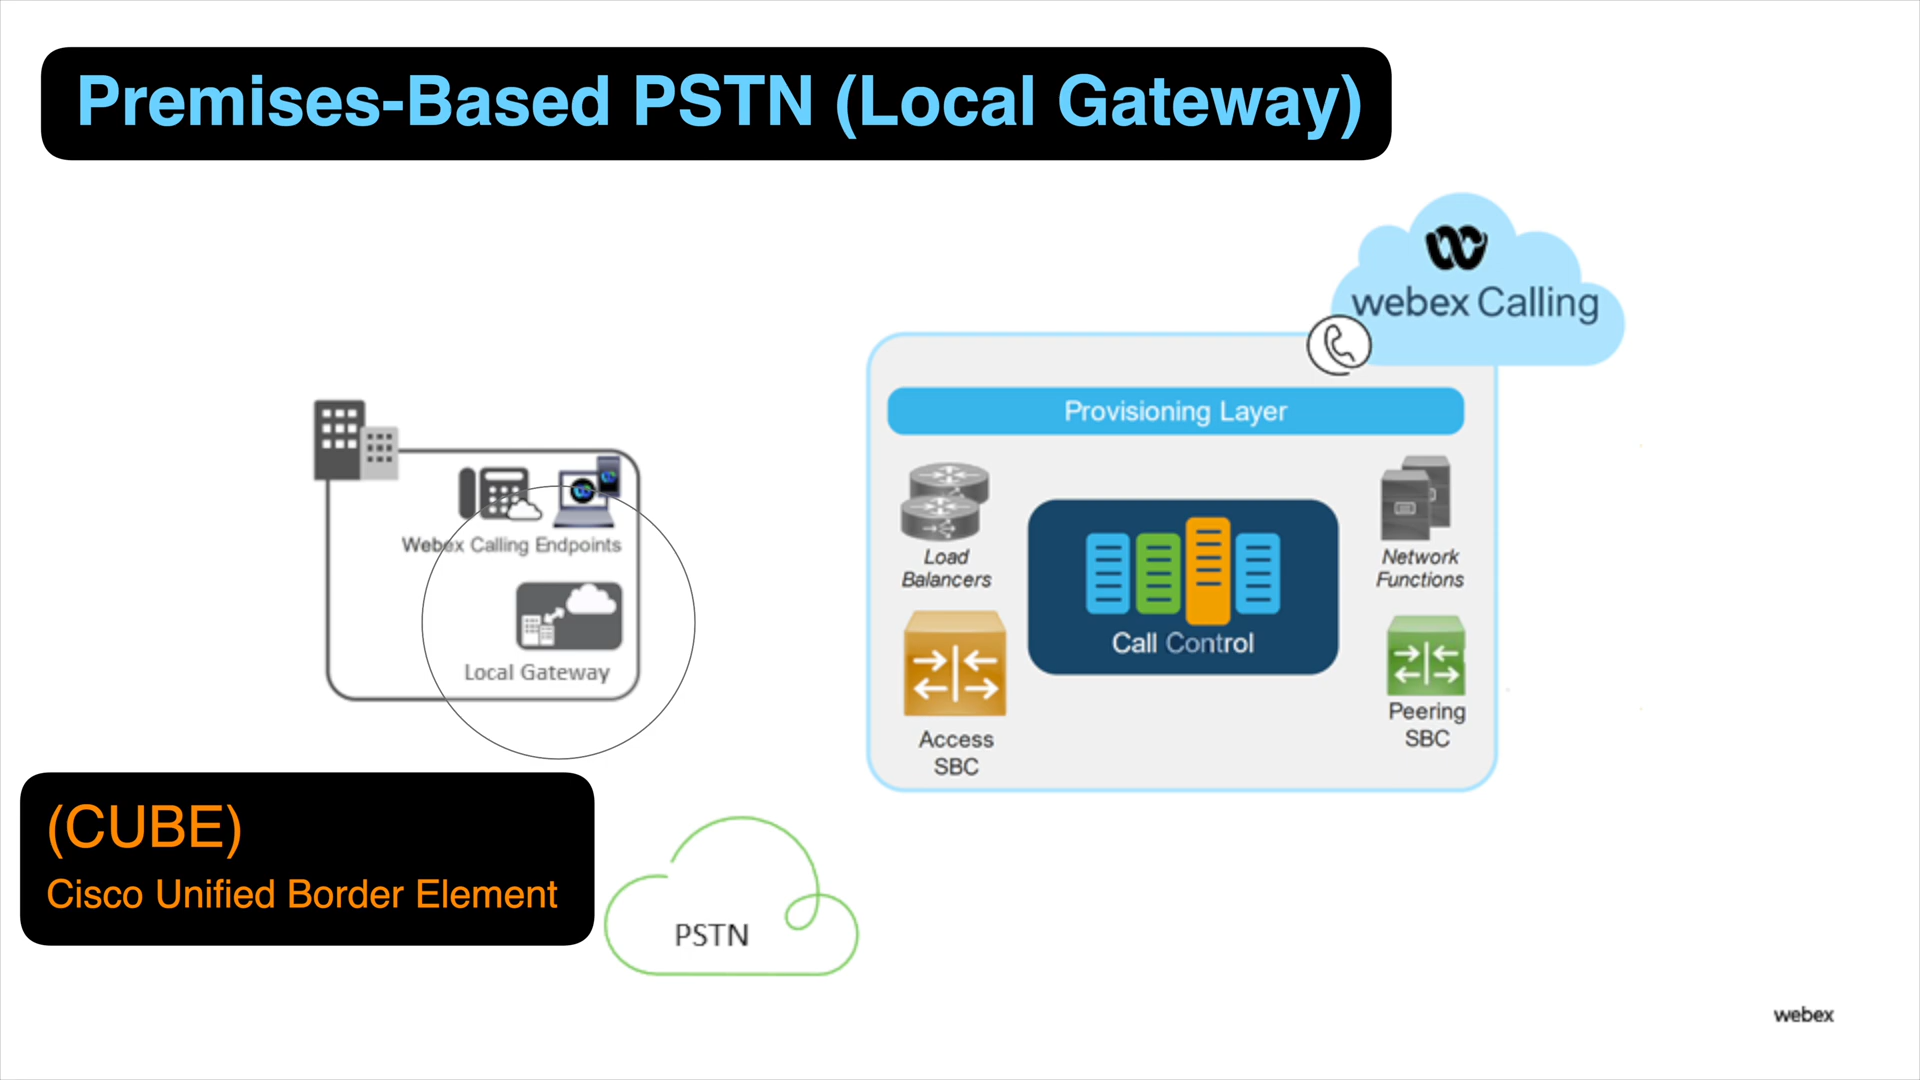 Premises-Based PSTN (Local Gateway)
webex Calling
Provisioning Layer
Webex Calling Endpoints
Local Gateway
Load
Balancers
Call Control
Network
Functions
Access
SBC
Peering
SBC
(CUBE)
Cisco Unified Border Element
PSTN
webex